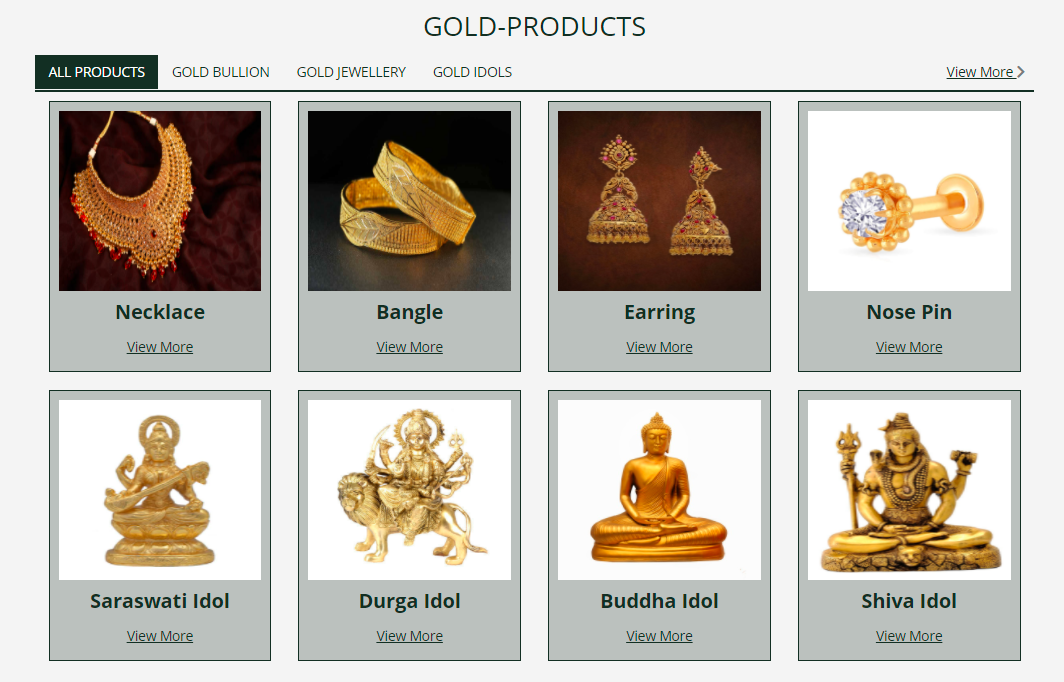 GOLD-PRODUCTS
ALL PRODUCTS GOLD BULLION GOLD JEWELLERY GOLD IDOLS View More
Necklace Bangle Earring Nose Pin
View More View More View More View More
Saraswati Idol Durga Idol Buddha Idol Shiva Idol
View More View More View More View More